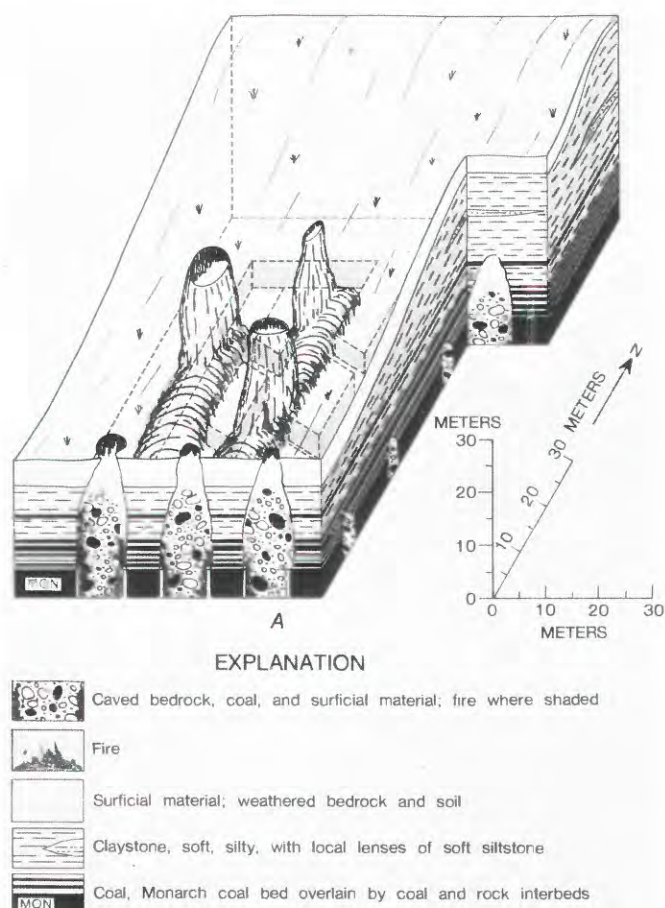 MON
A
METERS
30
20
10
0
10
20
30
METERS
10
20
30 METERS
N
EXPLANATION
Caved bedrock, coal, and surficial material; fire where shaded
Fire
Surficial material; weathered bedrock and soil
Claystone, soft, silty, with local lenses of soft siltstone
Coal, Monarch coal bed overlain by coal and rock interbeds
MON